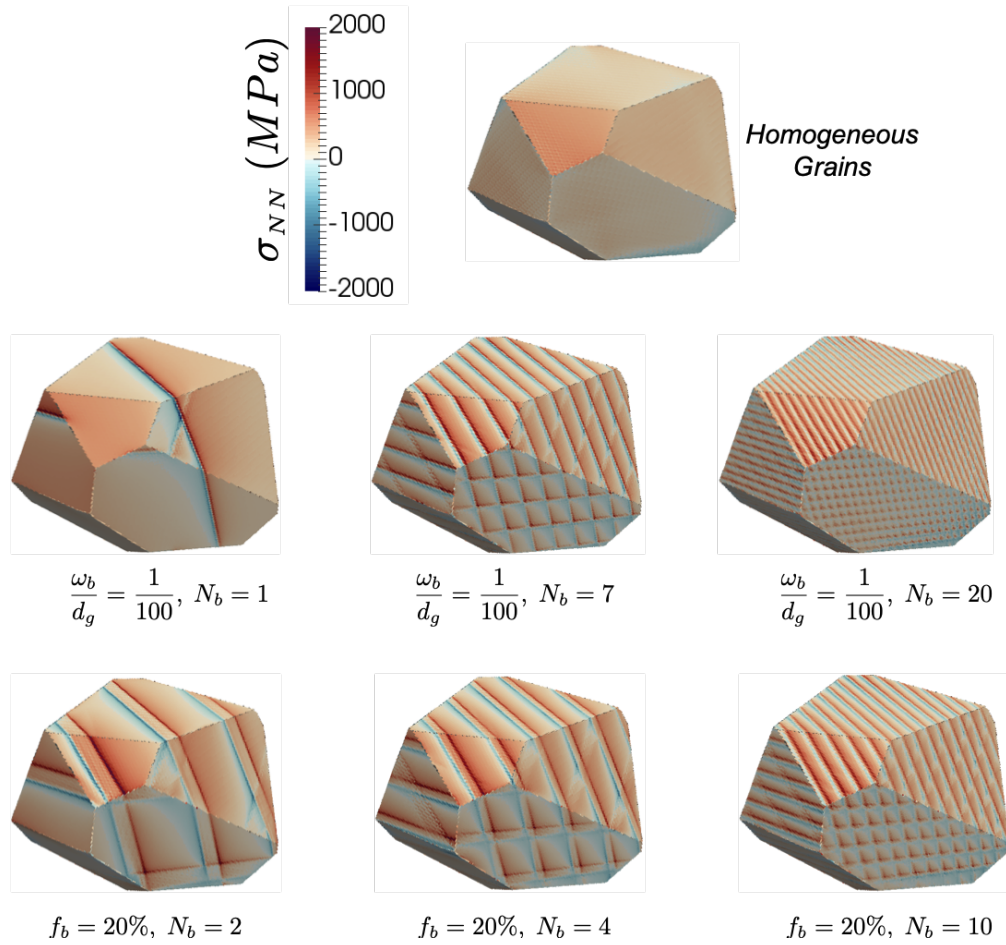 σ_NN (MPa)
2000
1000
0
-1000
-2000
Homogeneous
Grains
ω_b/d_g = 1/100, N_b = 1
ω_b/d_g = 1/100, N_b = 7
ω_b/d_g = 1/100, N_b = 20
f_b = 20%, N_b = 2
f_b = 20%, N_b = 4
f_b = 20%, N_b = 10